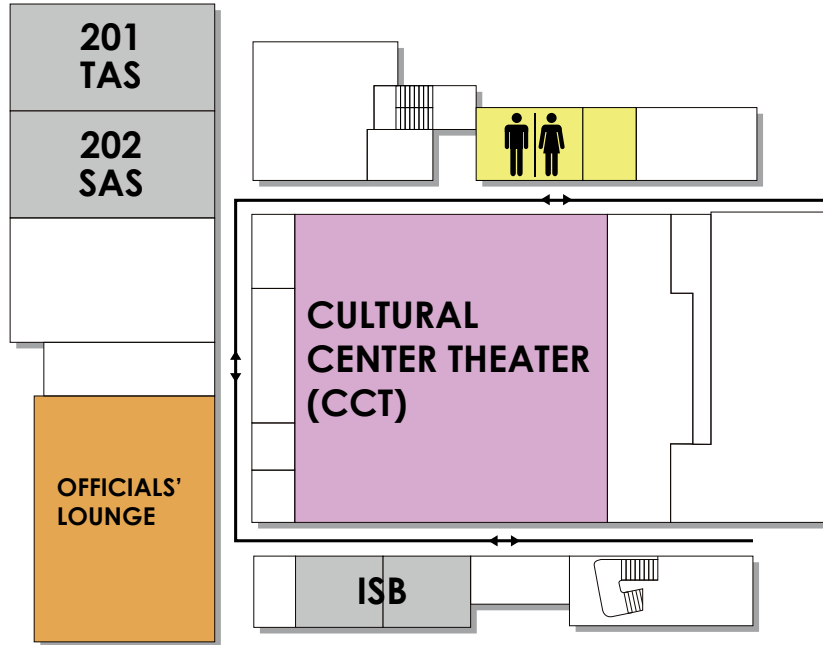 201
TAS
202
SAS
CULTURAL
CENTER THEATER
(CCT)
OFFICIALS’
LOUNGE
ISB